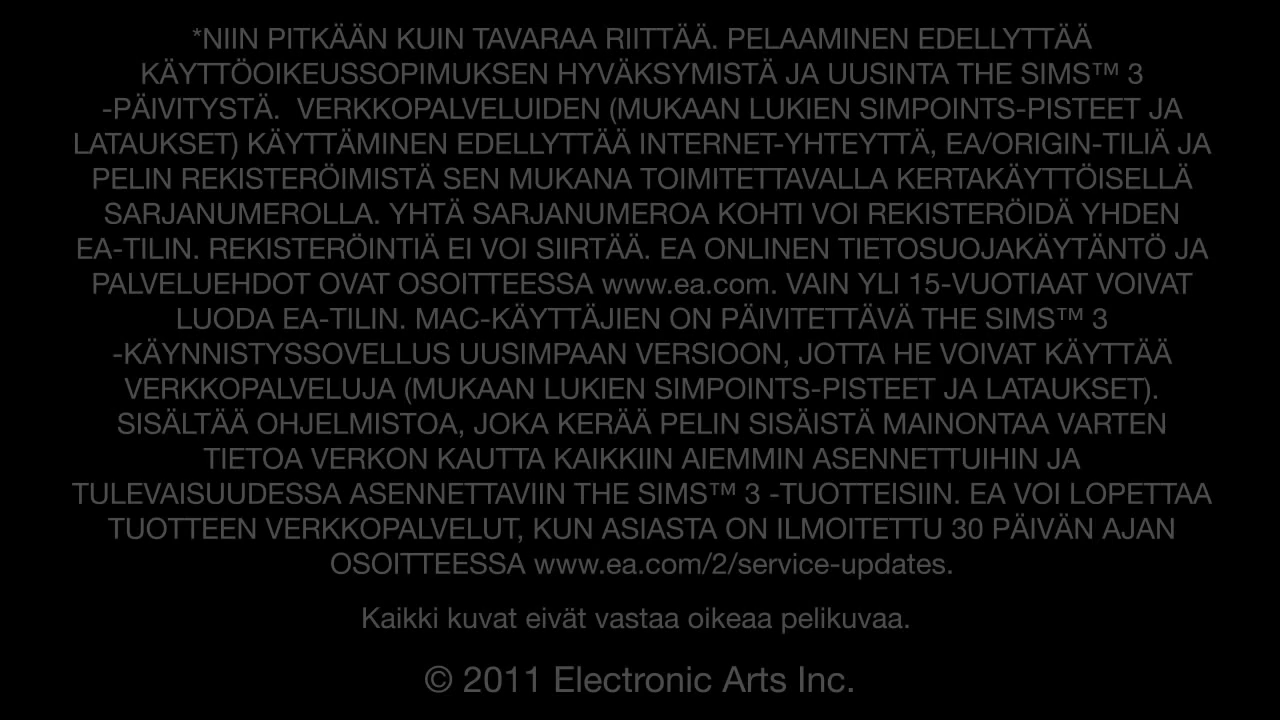 *NIIN PITKÄÄN KUIN TAVARAA RIITTÄÄ. PELAAMINEN EDELLYTTÄÄ
KÄYTTÖOIKEUSSOPIMUKSEN HYVÄKSYMISTÄ JA UUSINTA THE SIMS™ 3
-PÄIVITYSTÄ.  VERKKOPALVELUIDEN (MUKAAN LUKIEN SIMPOINTS-PISTEET JA
LATAUKSET) KÄYTTÄMINEN EDELLYTTÄÄ INTERNET-YHTEYTTÄ, EA/ORIGIN-TILIÄ JA
PELIN REKISTERÖIMISTÄ SEN MUKANA TOIMITETTAVALLA KERTAKÄYTTÖISELLÄ
SARJANUMEROLLA. YHTÄ SARJANUMEROA KOHTI VOI REKISTERÖIDÄ YHDEN
EA-TILIN. REKISTERÖINTIÄ EI VOI SIIRTÄÄ. EA ONLINEN TIETOSUOJAKÄYTÄNTÖ JA
PALVELUEHDOT OVAT OSOITTEESSA www.ea.com. VAIN YLI 15-VUOTIAAT VOIVAT
LUODA EA-TILIN. MAC-KÄYTTÄJIEN ON PÄIVITETTÄVÄ THE SIMS™ 3
-KÄYNNISTYSSOVELLUS UUSIMPAAN VERSIOON, JOTTA HE VOIVAT KÄYTTÄÄ
VERKKOPALVELUJA (MUKAAN LUKIEN SIMPOINTS-PISTEET JA LATAUKSET).
SISÄLTÄÄ OHJELMISTOA, JOKA KERÄÄ PELIN SISÄISTÄ MAINONTAA VARTEN
TIETOA VERKON KAUTTA KAIKKIIN AIEMMIN ASENNETTUIHIN JA
TULEVAISUUDESSA ASENNETTAVIIN THE SIMS™ 3 -TUOTTEISIIN. EA VOI LOPETTAA
TUOTTEEN VERKKOPALVELUT, KUN ASIASTA ON ILMOITETTU 30 PÄIVÄN AJAN
OSOITTEESSA www.ea.com/2/service-updates.
Kaikki kuvat eivät vastaa oikeaa pelikuvaa.
© 2011 Electronic Arts Inc.